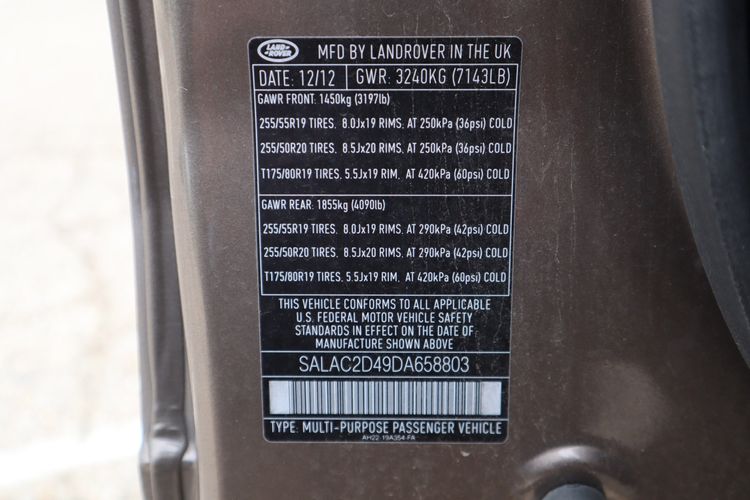 LAND ROVER MFD BY LANDROVER IN THE UK
DATE: 12/12 GWR: 3240KG (7143LB)
GAWR FRONT: 1450kg (3197lb)
255/55R19 TIRES, 8.0Jx19 RIMS, AT 250kPa (36psi) COLD
255/50R20 TIRES, 8.5Jx20 RIMS, AT 250kPa (36psi) COLD
T175/80R19 TIRES, 5.5Jx19 RIM, AT 420kPa (60psi) COLD
GAWR REAR: 1855kg (4090lb)
255/55R19 TIRES, 8.0Jx19 RIMS, AT 290kPa (42psi) COLD
255/50R20 TIRES, 8.5Jx20 RIMS, AT 290kPa (42psi) COLD
T175/80R19 TIRES, 5.5Jx19 RIM, AT 420kPa (60psi) COLD
THIS VEHICLE CONFORMS TO ALL APPLICABLE
U.S. FEDERAL MOTOR VEHICLE SAFETY
STANDARDS IN EFFECT ON THE DATE OF
MANUFACTURE SHOWN ABOVE
SALAC2D49DA658803
TYPE: MULTI-PURPOSE PASSENGER VEHICLE
AH22-19A354-FA